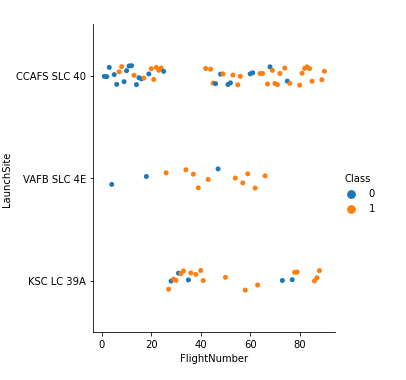 CCAFS SLC 40
VAFB SLC 4E
KSC LC 39A
LaunchSite
0 20 40 60 80
FlightNumber
Class
0
1